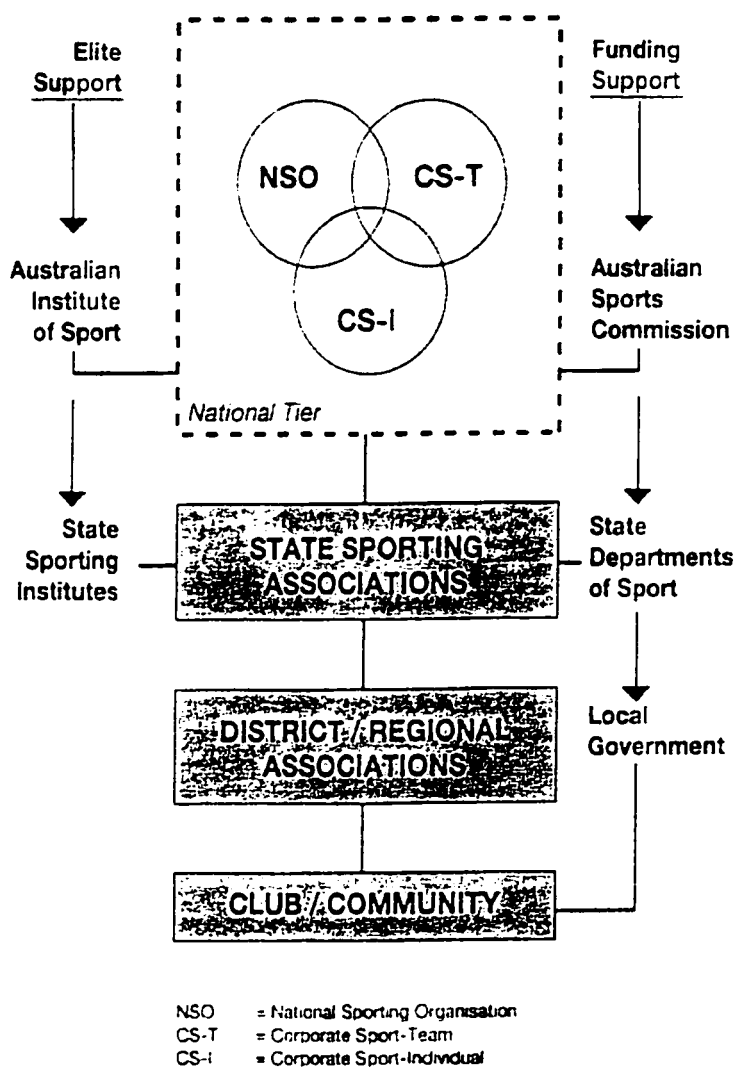 Elite
Support
Funding
Support
NSO
CS-T
CS-I
Australian
Institute
of Sport
Australian
Sports
Commission
National Tier
State
Sporting
Institutes
STATE SPORTING
ASSOCIATIONS
State
Departments
of Sport
DISTRICT / REGIONAL
ASSOCIATIONS
Local
Government
CLUB / COMMUNITY
NSO = National Sporting Organisation
CS-T = Corporate Sport-Team
CS-I = Corporate Sport-Individual